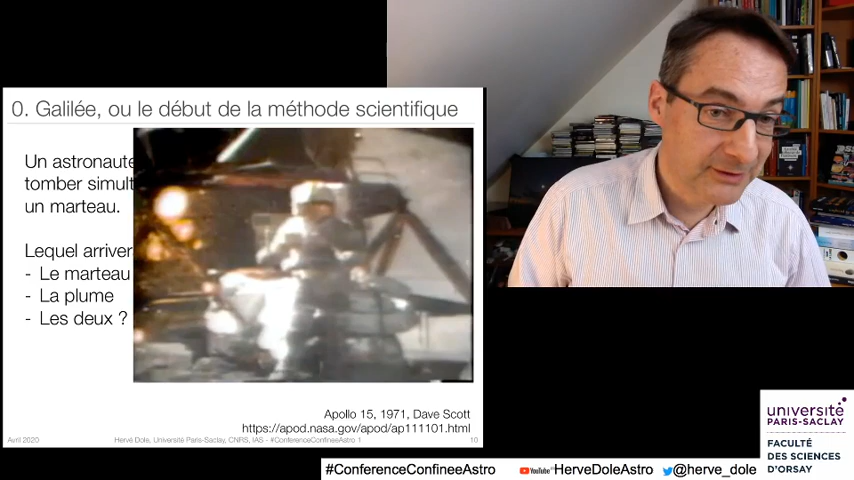 0. Galilée, ou le début de la méthode scientifique
Un astronaute
tomber simult
un marteau.
Lequel arriver
- Le marteau
- La plume
- Les deux ?
Apollo 15, 1971, Dave Scott
https://apod.nasa.gov/apod/ap111101.html
Avril 2020
Hervé Dole, Université Paris-Saclay, CNRS, IAS - #ConferenceConfineeAstro 1
10
université
PARIS-SACLAY
FACULTÉ
DES SCIENCES
D'ORSAY
#ConferenceConfineeAstro
YouTube HerveDoleAstro
@herve_dole